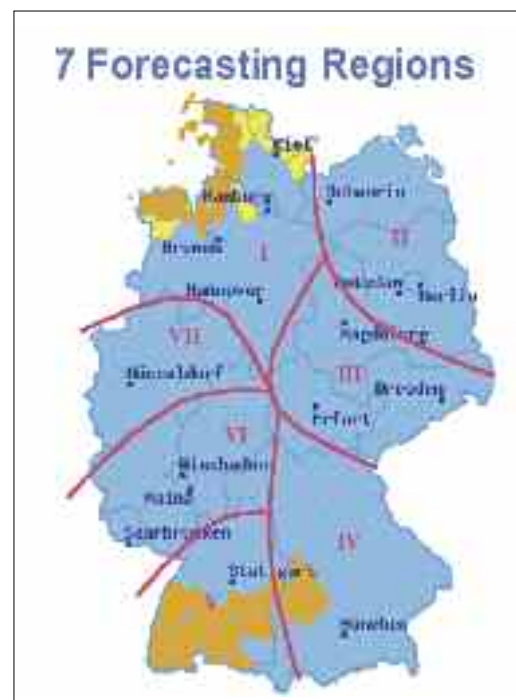 7 Forecasting Regions
Kiel
Schwerin
Hamburg
II
Bremen
I
Potsdam
Berlin
Hannover
VII
Magdeburg
Düsseldorf
III
Dresden
Erfurt
VI
Wiesbaden
Mainz
Saarbrücken
IV
Stuttgart
V
München